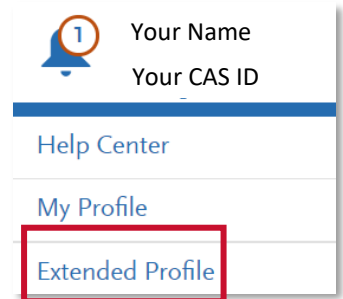 1
Your Name
Your CAS ID
Help Center
My Profile
Extended Profile